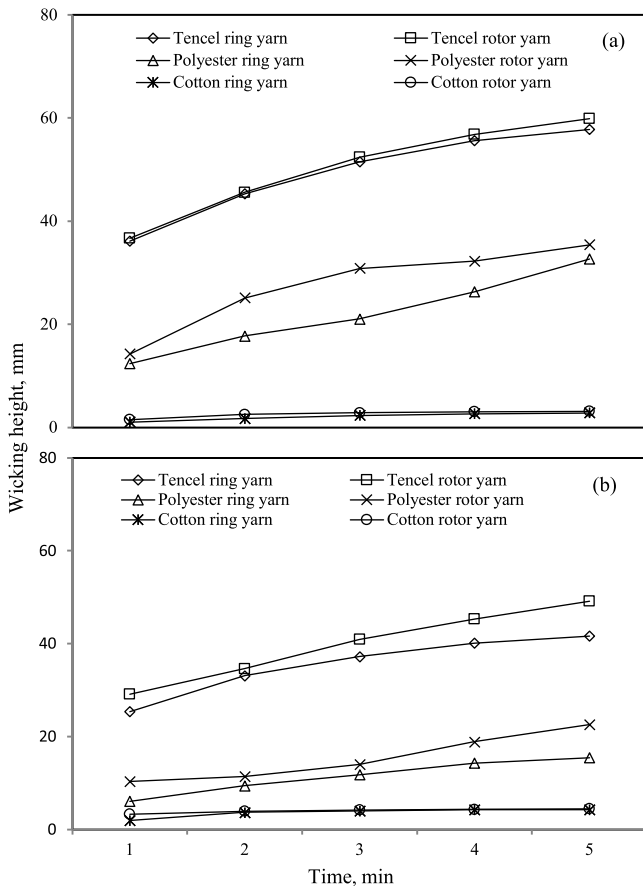 80
Tencel ring yarn Tencel rotor yarn (a)
Polyester ring yarn Polyester rotor yarn
Cotton ring yarn Cotton rotor yarn
60
40
20
0
Wicking height, mm
80
Tencel ring yarn Tencel rotor yarn (b)
Polyester ring yarn Polyester rotor yarn
Cotton ring yarn Cotton rotor yarn
60
40
20
0
1 2 3 4 5
Time, min